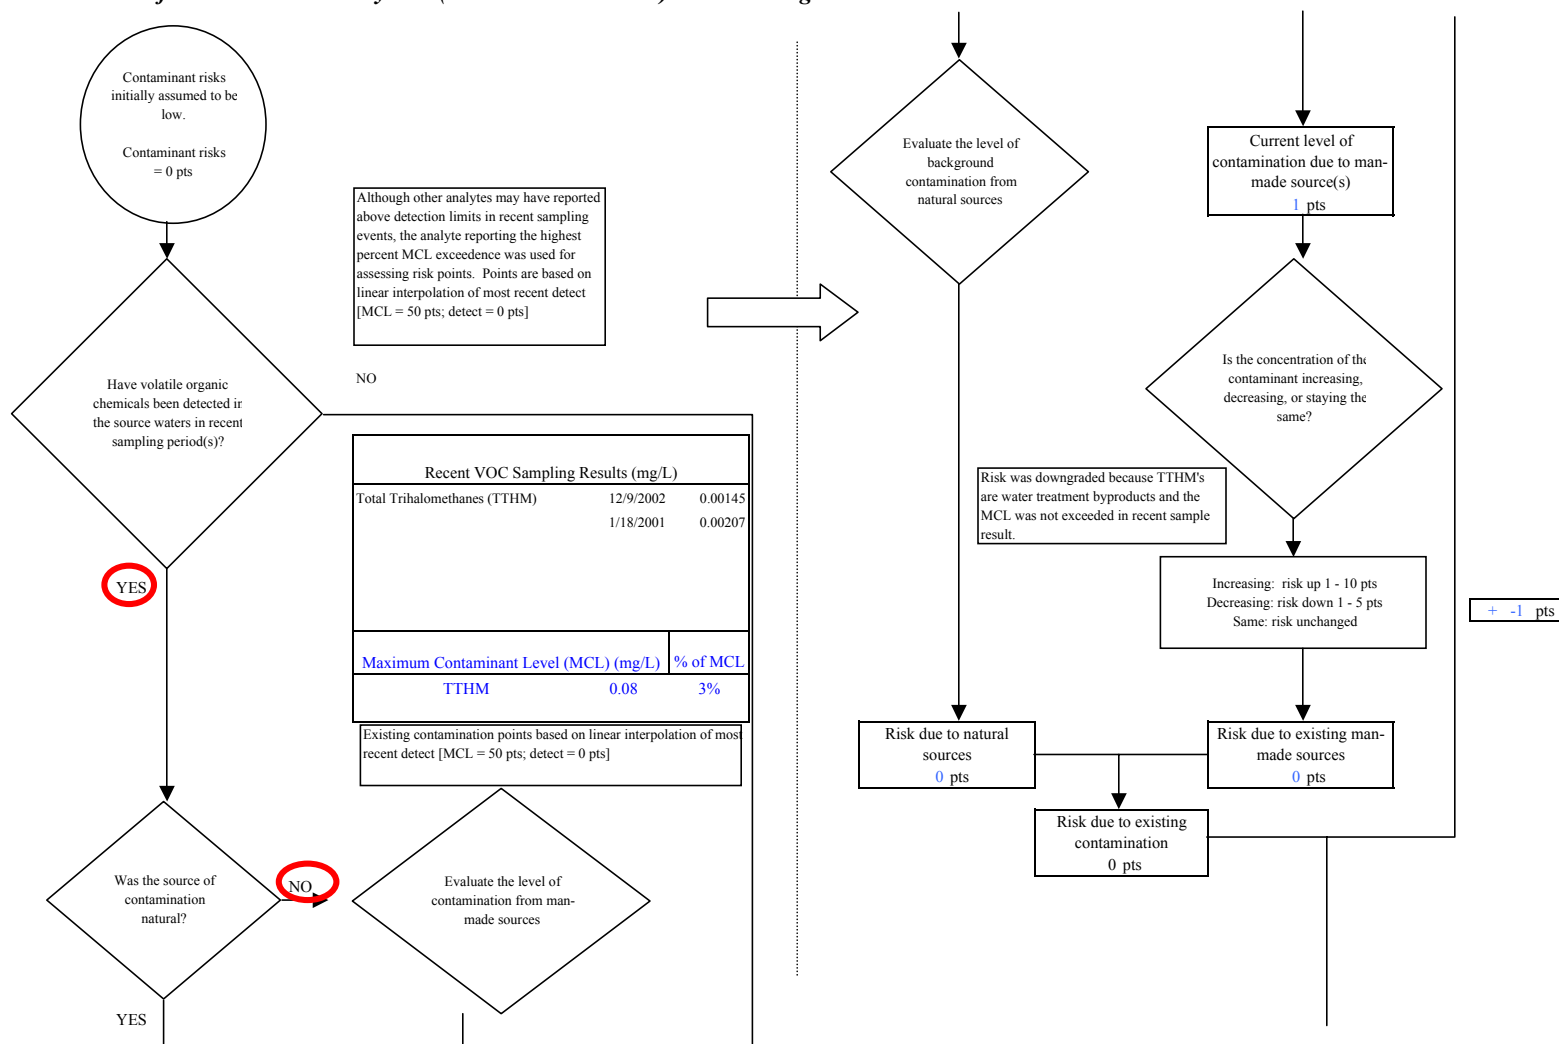 Contaminant risks
initially assumed to be
low.
Contaminant risks
= 0 pts
Although other analytes may have reported
above detection limits in recent sampling
events, the analyte reporting the highest
percent MCL exceedence was used for
assessing risk points. Points are based on
linear interpolation of most recent detect
[MCL = 50 pts; detect = 0 pts]
NO
Have volatile organic
chemicals been detected in
the source waters in recent
sampling period(s)?
Recent VOC Sampling Results (mg/L)
Total Trihalomethanes (TTHM) 12/9/2002 0.00145
1/18/2001 0.00207
YES
Maximum Contaminant Level (MCL) (mg/L) % of MCL
TTHM 0.08 3%
Existing contamination points based on linear interpolation of most
recent detect [MCL = 50 pts; detect = 0 pts]
Was the source of
contamination
natural?
NO
Evaluate the level of
contamination from man-
made sources
YES
Evaluate the level of
background
contamination from
natural sources
Current level of
contamination due to man-
made source(s)
1 pts
Is the concentration of the
contaminant increasing,
decreasing, or staying the
same?
Risk was downgraded because TTHM's
are water treatment byproducts and the
MCL was not exceeded in recent sample
result.
Increasing: risk up 1 - 10 pts
Decreasing: risk down 1 - 5 pts
Same: risk unchanged
+ -1 pts
Risk due to natural
sources
0 pts
Risk due to existing man-
made sources
0 pts
Risk due to existing
contamination
0 pts